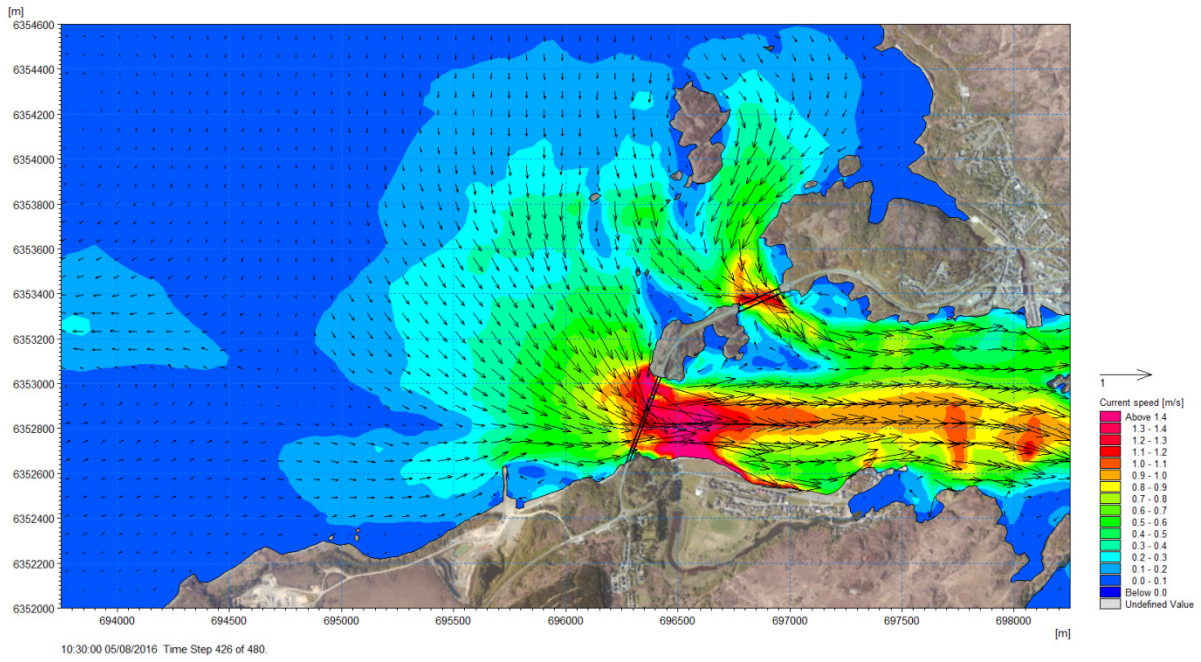 [m]
6354600
6354400
6354200
6354000
6353800
6353600
6353400
6353200
6353000
6352800
6352600
6352400
6352200
6352000
694000 694500 695000 695500 696000 696500 697000 697500 698000
[m]
1
Current speed [m/s]
Above 1.4
1.3 - 1.4
1.2 - 1.3
1.1 - 1.2
1.0 - 1.1
0.9 - 1.0
0.8 - 0.9
0.7 - 0.8
0.6 - 0.7
0.5 - 0.6
0.4 - 0.5
0.3 - 0.4
0.2 - 0.3
0.1 - 0.2
0.0 - 0.1
Below 0.0
Undefined Value
10:30:00 05/08/2016 Time Step 426 of 480.